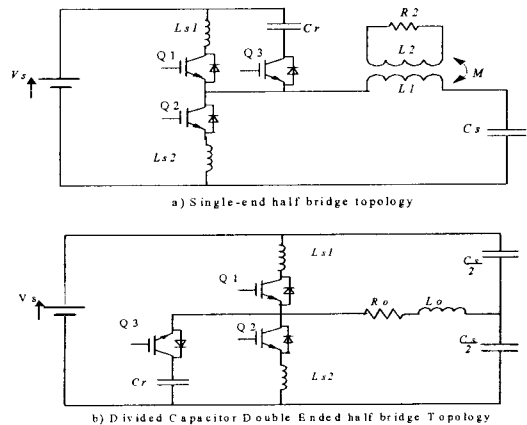 Ls1
Cr
R2
Q1
Q3
Vs
L2
M
L1
Q2
Cs
Ls2
a) Single-end half bridge topology
Ls1
Cs
2
Q1
Vs
Ro
Lo
Q3
Q2
Cs
2
Cr
Ls2
b) Divided Capacitor Double Ended half bridge Topology